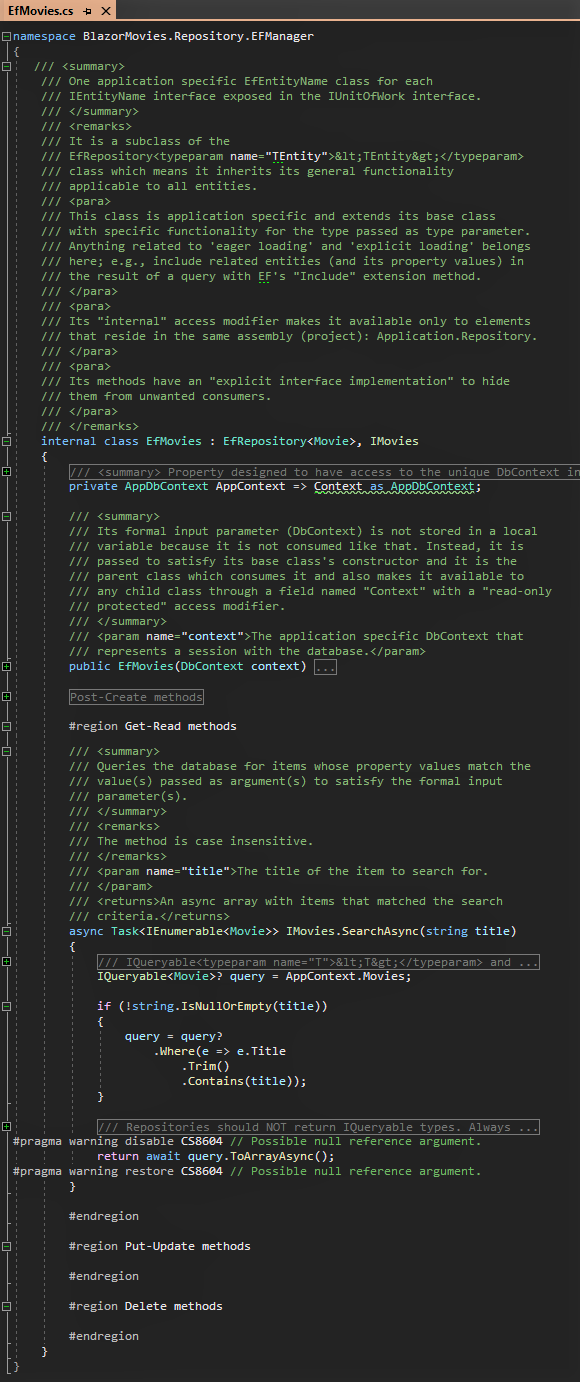 EfMovies.cs
namespace BlazorMovies.Repository.EFManager
{
/// <summary>
/// One application specific EfEntityName class for each
/// IEntityName interface exposed in the IUnitOfWork interface.
/// </summary>
/// <remarks>
/// It is a subclass of the
/// EfRepository<typeparam name="TEntity">&lt;TEntity&gt;</typeparam>
/// class which means it inherits its general functionality
/// applicable to all entities.
/// <para>
/// This class is application specific and extends its base class
/// with specific functionality for the type passed as type parameter.
/// Anything related to 'eager loading' and 'explicit loading' belongs
/// here; e.g., include related entities (and its property values) in
/// the result of a query with EF's "Include" extension method.
/// </para>
/// <para>
/// Its "internal" access modifier makes it available only to elements
/// that reside in the same assembly (project): Application.Repository.
/// </para>
/// <para>
/// Its methods have an "explicit interface implementation" to hide
/// them from unwanted consumers.
/// </para>
/// </remarks>
internal class EfMovies : EfRepository<Movie>, IMovies
{
/// <summary> Property designed to have access to the unique DbContext in
private AppDbContext AppContext => Context as AppDbContext;
/// <summary>
/// Its formal input parameter (DbContext) is not stored in a local
/// variable because it is not consumed like that. Instead, it is
/// passed to satisfy its base class's constructor and it is the
/// parent class which consumes it and also makes it available to
/// any child class through a field named "Context" with a "read-only
/// protected" access modifier.
/// </summary>
/// <param name="context">The application specific DbContext that
/// represents a session with the database.</param>
public EfMovies(DbContext context) ...
Post-Create methods
#region Get-Read methods
/// <summary>
/// Queries the database for items whose property values match the
/// value(s) passed as argument(s) to satisfy the formal input
/// parameter(s).
/// </summary>
/// <remarks>
/// The method is case insensitive.
/// </remarks>
/// <param name="title">The title of the item to search for.
/// </param>
/// <returns>An async array with items that matched the search
/// criteria.</returns>
async Task<IEnumerable<Movie>> IMovies.SearchAsync(string title)
{
/// IQueryable<typeparam name="T">&lt;T&gt;</typeparam> and ...
IQueryable<Movie>? query = AppContext.Movies;
if (!string.IsNullOrEmpty(title))
{
query = query?
.Where(e => e.Title
.Trim()
.Contains(title));
}
/// Repositories should NOT return IQueryable types. Always ...
#pragma warning disable CS8604 // Possible null reference argument.
return await query.ToArrayAsync();
#pragma warning restore CS8604 // Possible null reference argument.
}
#endregion
#region Put-Update methods
#endregion
#region Delete methods
#endregion
}
}